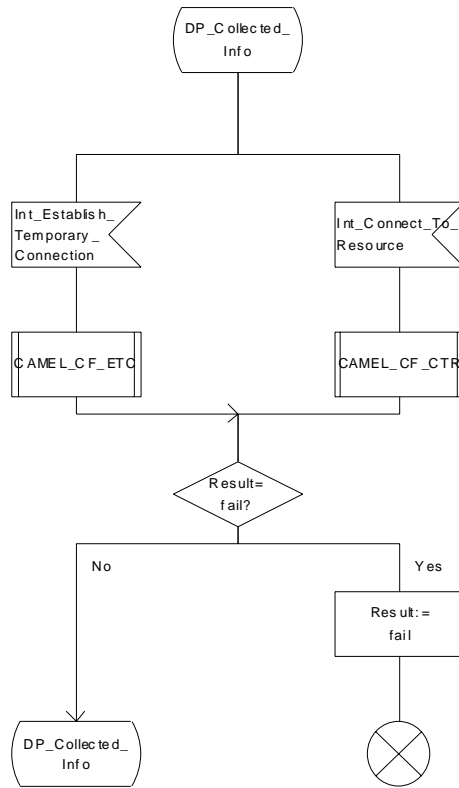 DP_Collected_
Info
Int_Establish_
Temporary_
Connection
Int_Connect_To_
Resource
CAMEL_CF_ETC
CAMEL_CF_CTR
Result=
fail?
No
Yes
Result:=
fail
DP_Collected_
Info